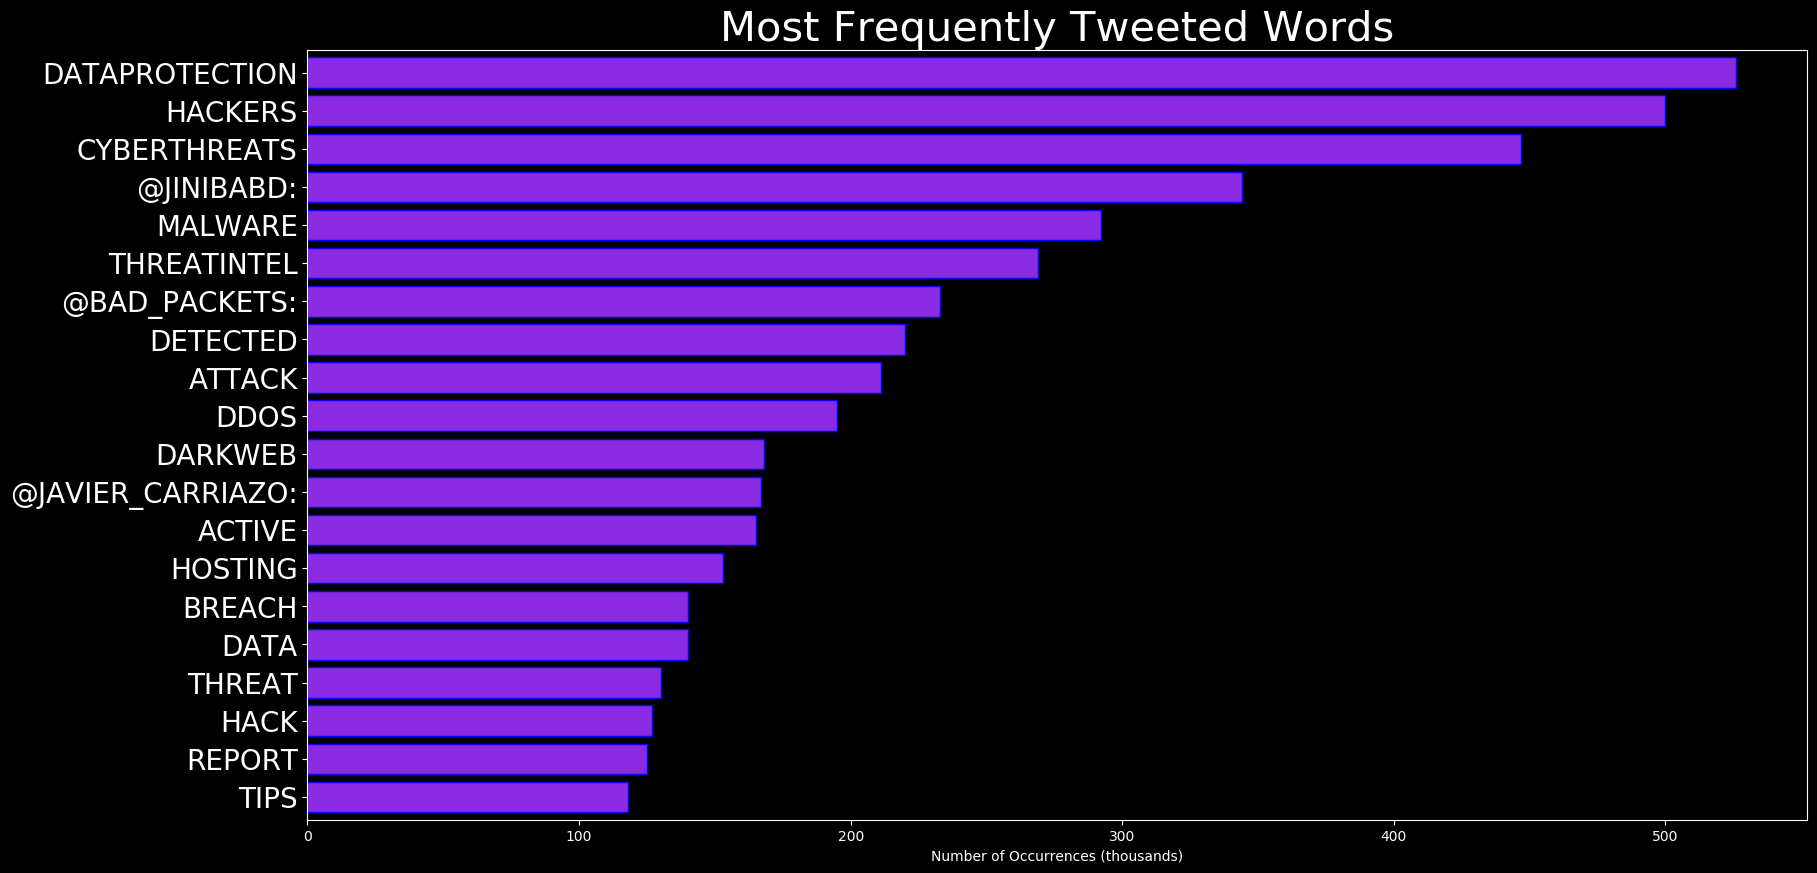 Most Frequently Tweeted Words
DATAPROTECTION
HACKERS
CYBERTHREATS
@JINIBABD:
MALWARE
THREATINTEL
@BAD_PACKETS:
DETECTED
ATTACK
DDOS
DARKWEB
@JAVIER_CARRIAZO:
ACTIVE
HOSTING
BREACH
DATA
THREAT
HACK
REPORT
TIPS
0 100 200 300 400 500
Number of Occurrences (thousands)